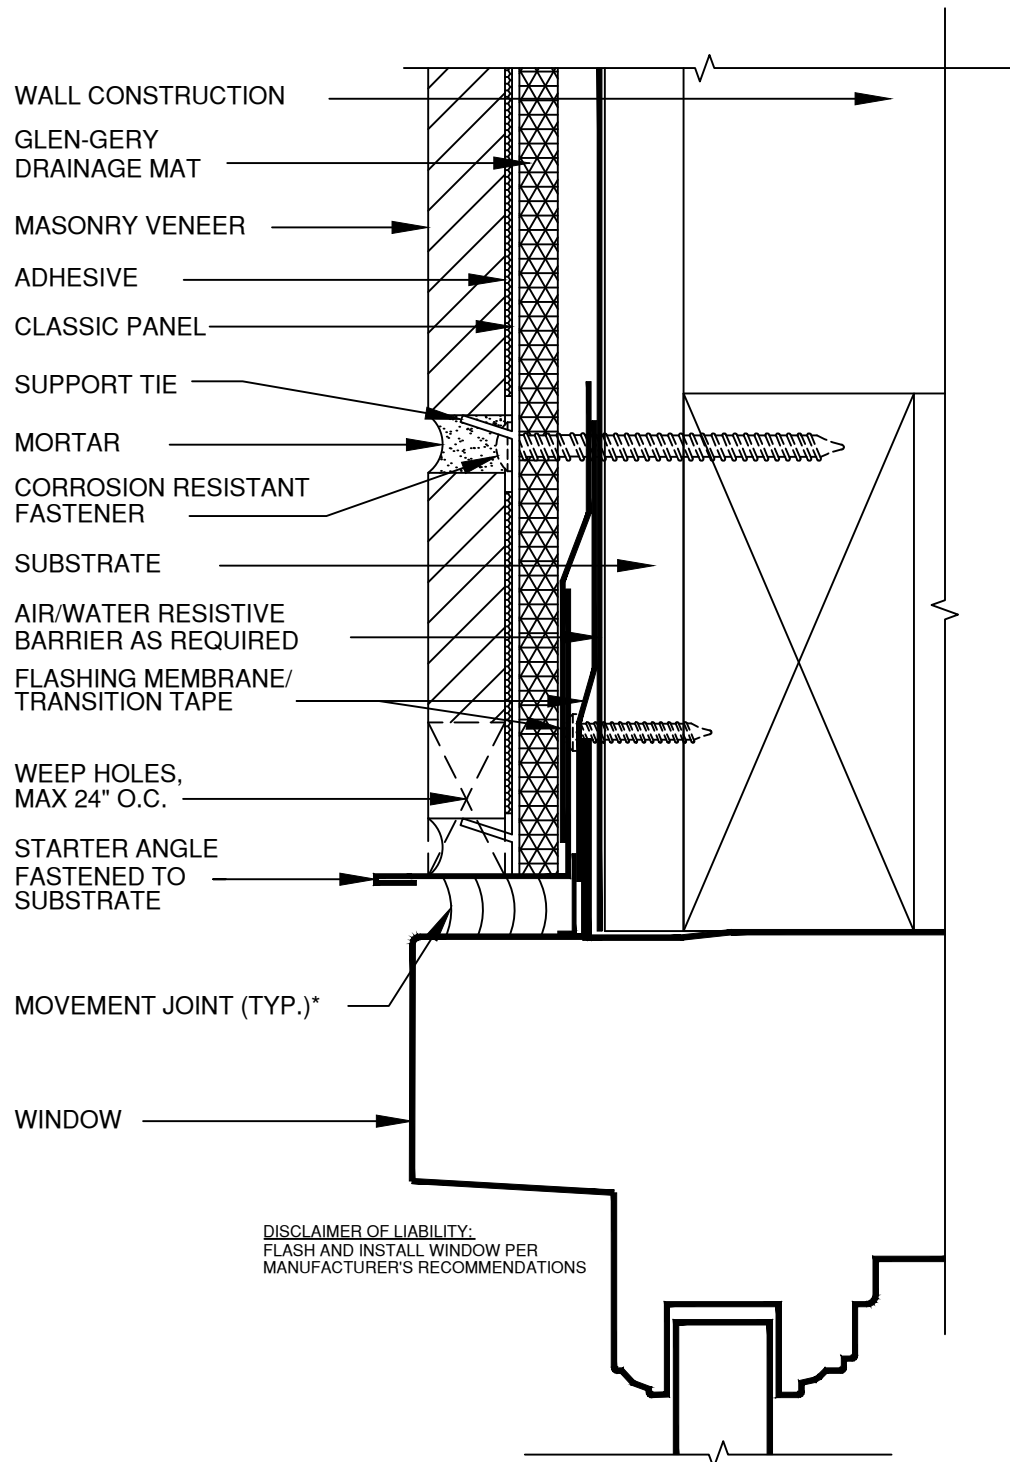 WALL CONSTRUCTION
GLEN-GERY
DRAINAGE MAT
MASONRY VENEER
ADHESIVE
CLASSIC PANEL
SUPPORT TIE
MORTAR
CORROSION RESISTANT
FASTENER
SUBSTRATE
AIR/WATER RESISTIVE
BARRIER AS REQUIRED
FLASHING MEMBRANE/
TRANSITION TAPE
WEEP HOLES,
MAX 24" O.C.
STARTER ANGLE
FASTENED TO
SUBSTRATE
MOVEMENT JOINT (TYP.)*
WINDOW
DISCLAIMER OF LIABILITY:
FLASH AND INSTALL WINDOW PER
MANUFACTURER'S RECOMMENDATIONS